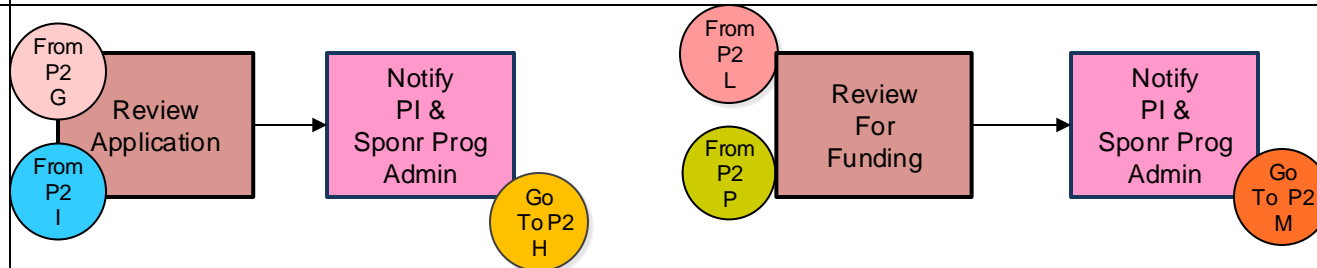 From
P2
G
Review
Application
From
P2
I
Notify
PI &
Sponr Prog
Admin
Go
To P2
H
From
P2
L
From
P2
P
Review
For
Funding
Notify
PI &
Sponr Prog
Admin
Go
To P2
M